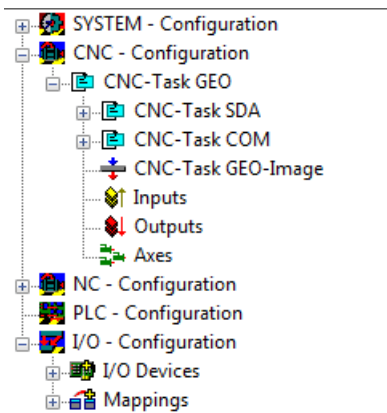 SYSTEM - Configuration
CNC - Configuration
CNC-Task GEO
CNC-Task SDA
CNC-Task COM
CNC-Task GEO-Image
Inputs
Outputs
Axes
NC - Configuration
PLC - Configuration
I/O - Configuration
I/O Devices
Mappings